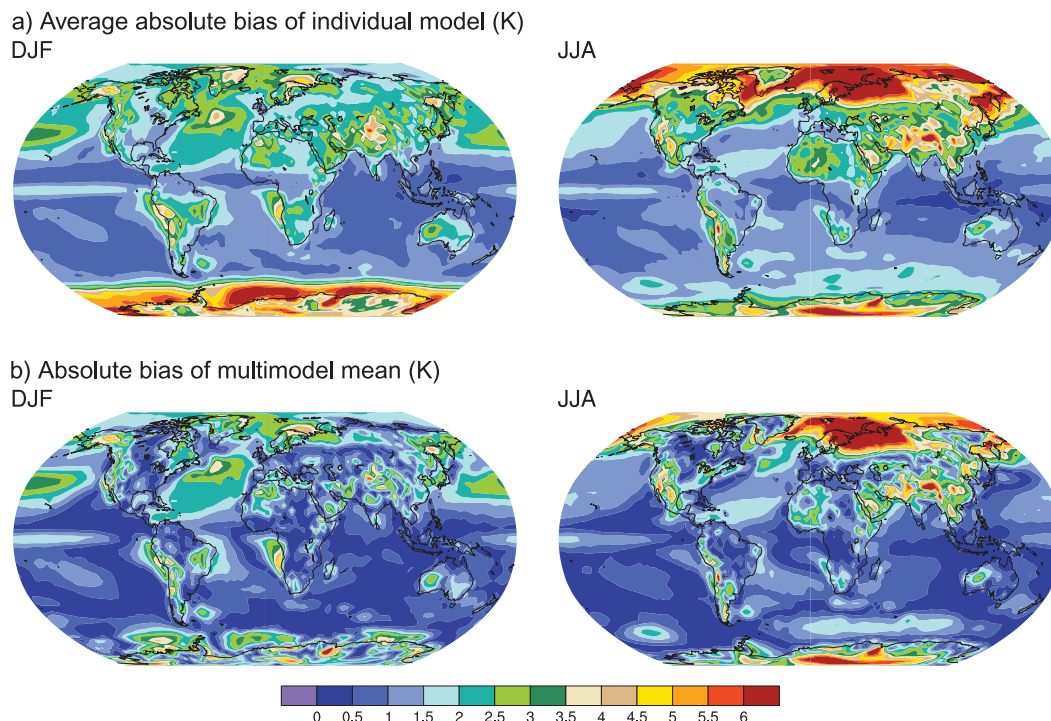 a) Average absolute bias of individual model (K)
DJF
JJA
b) Absolute bias of multimodel mean (K)
DJF
JJA
0 0.5 1 1.5 2 2.5 3 3.5 4 4.5 5 5.5 6